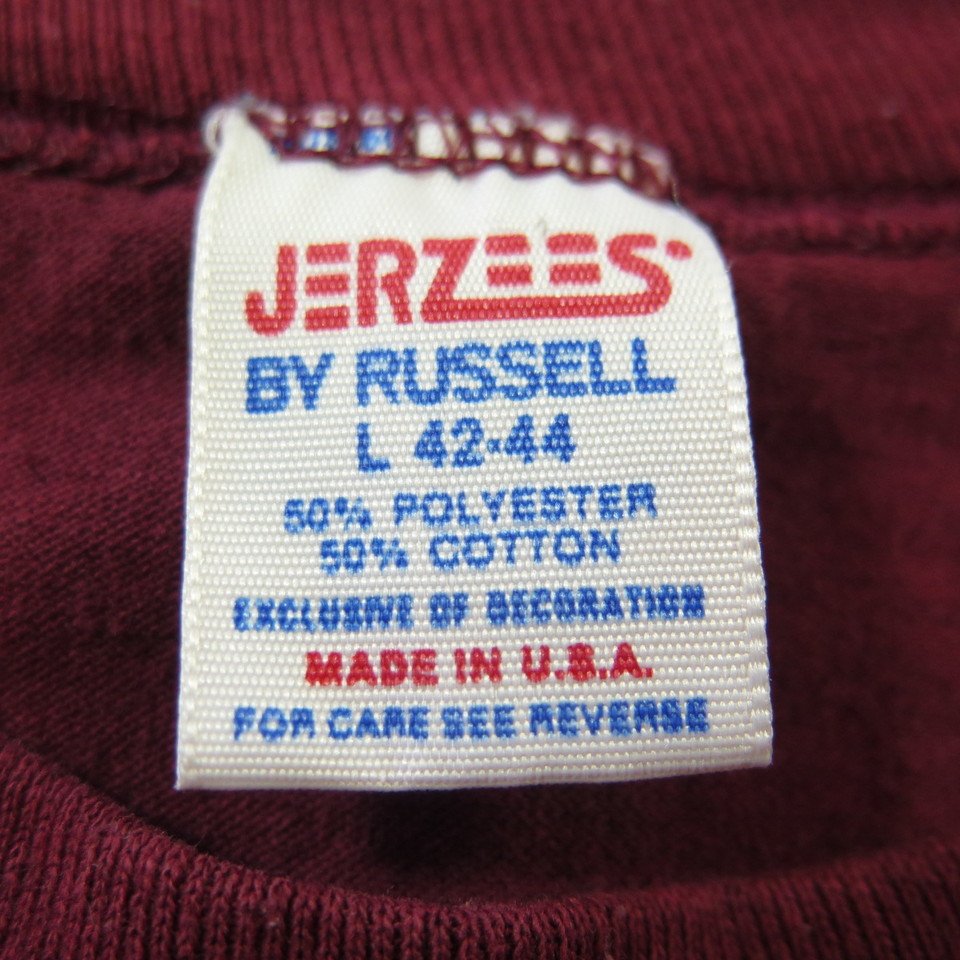 JERZEES
BY RUSSELL
L 42-44
50% POLYESTER
50% COTTON
EXCLUSIVE OF DECORATION
MADE IN U.S.A.
FOR CARE SEE REVERSE